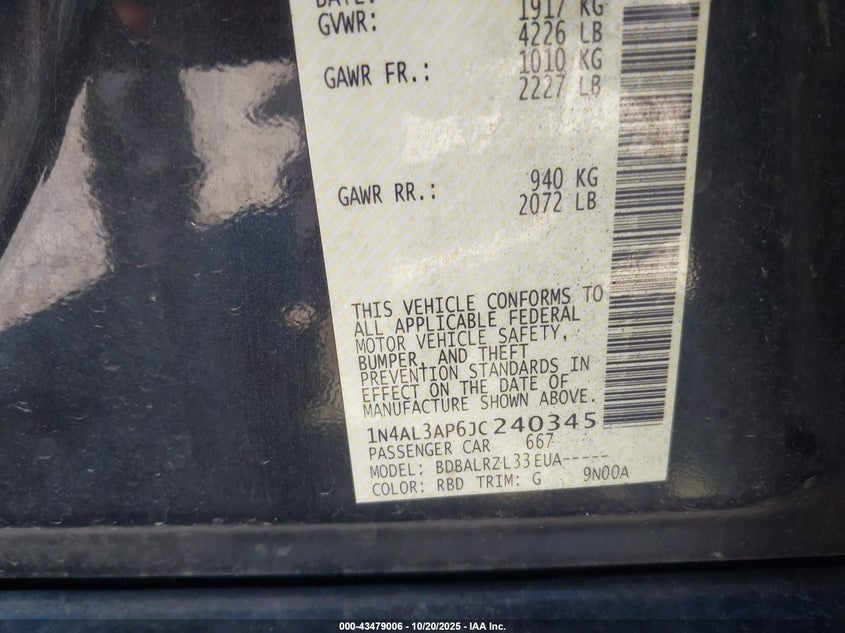 DATE:
GVWR: 1917 KG
4226 LB
GAWR FR.: 1010 KG
2227 LB
GAWR RR.: 940 KG
2072 LB
THIS VEHICLE CONFORMS TO
ALL APPLICABLE FEDERAL
MOTOR VEHICLE SAFETY,
BUMPER, AND THEFT
PREVENTION STANDARDS IN
EFFECT ON THE DATE OF
MANUFACTURE SHOWN ABOVE.
1N4AL3AP6JC240345
PASSENGER CAR 667
MODEL: BDBALRZ-L33EUA-----
COLOR: RBD TRIM: G 9N00A
000-43479006 | 10/20/2025 - IAA Inc.